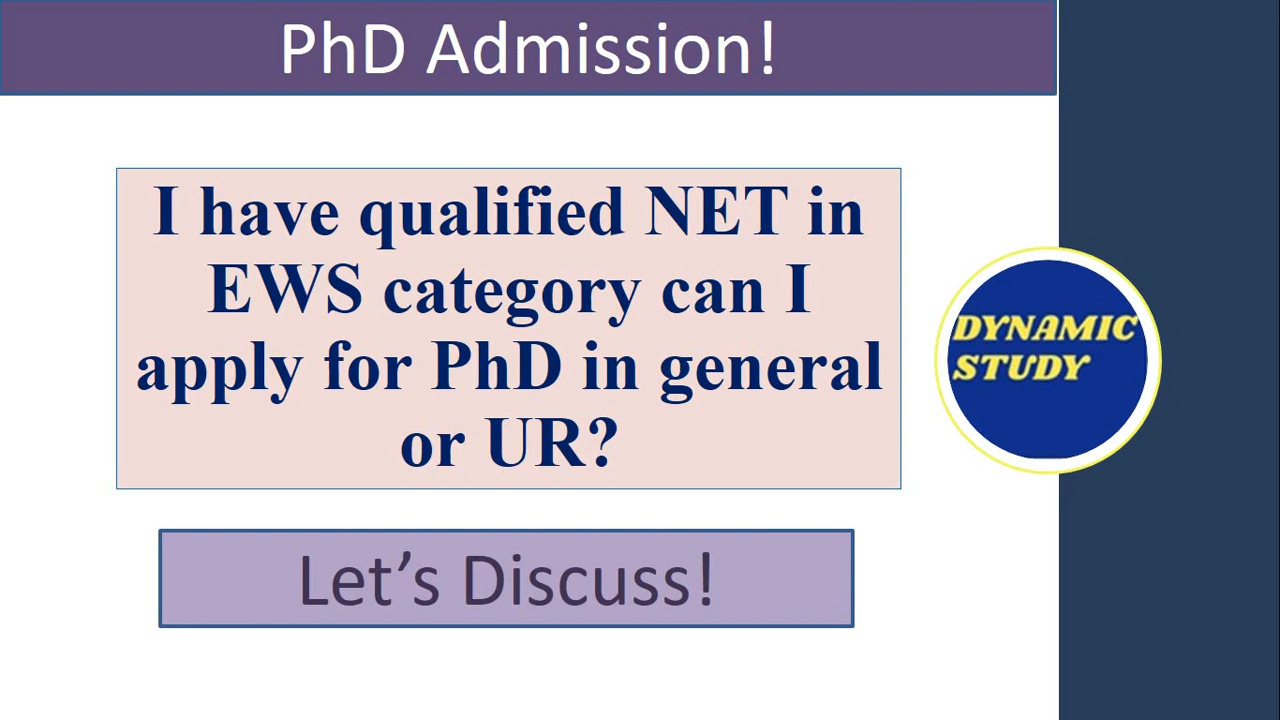 PhD Admission!
I have qualified NET in
EWS category can I
apply for PhD in general
or UR?
DYNAMIC
STUDY
Let’s Discuss!